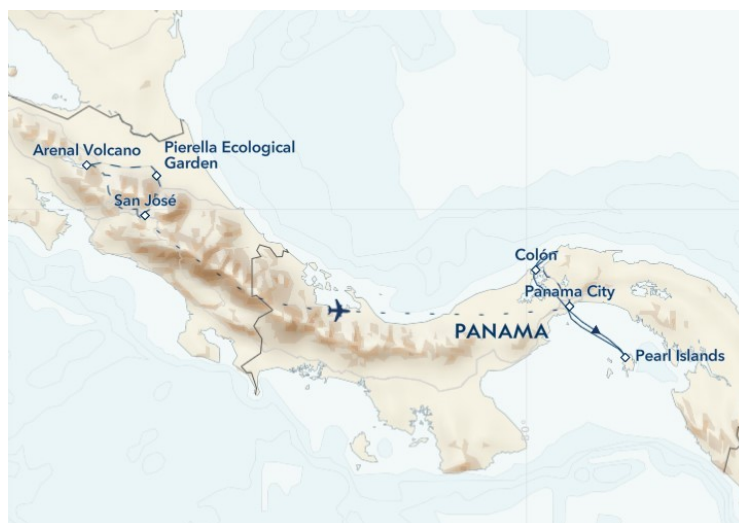 Arenal Volcano
Pierella Ecological
Garden
San José
Colón
Panama City
PANAMA
Pearl Islands